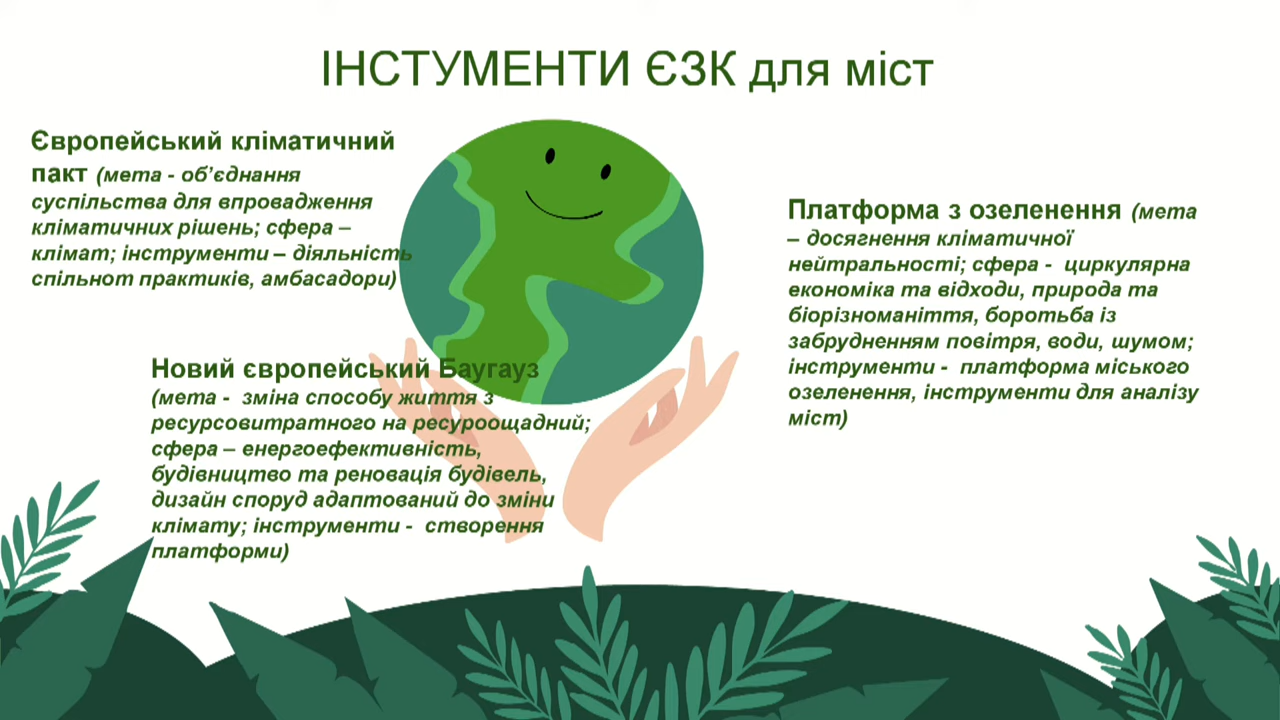 ІНСТУМЕНТИ ЄЗК для міст
Європейський кліматичний
пакт (мета - об’єднання
суспільства для впровадження
кліматичних рішень; сфера –
клімат; інструменти – діяльність
спільнот практиків, амбасадори)
Новий європейський Баугауз
(мета -  зміна способу життя з
ресурсовитратного на ресуроощадний;
сфера – енергоефективність,
будівництво та реновація будівель,
дизайн споруд адаптований до зміни
клімату; інструменти -  створення
платформи)
Платформа з озеленення (мета
– досягнення кліматичної
нейтральності; сфера -  циркулярна
економіка та відходи, природа та
біорізноманіття, боротьба із
забрудненням повітря, води, шумом;
інструменти -  платформа міського
озеленення, інструменти для аналізу
міст)